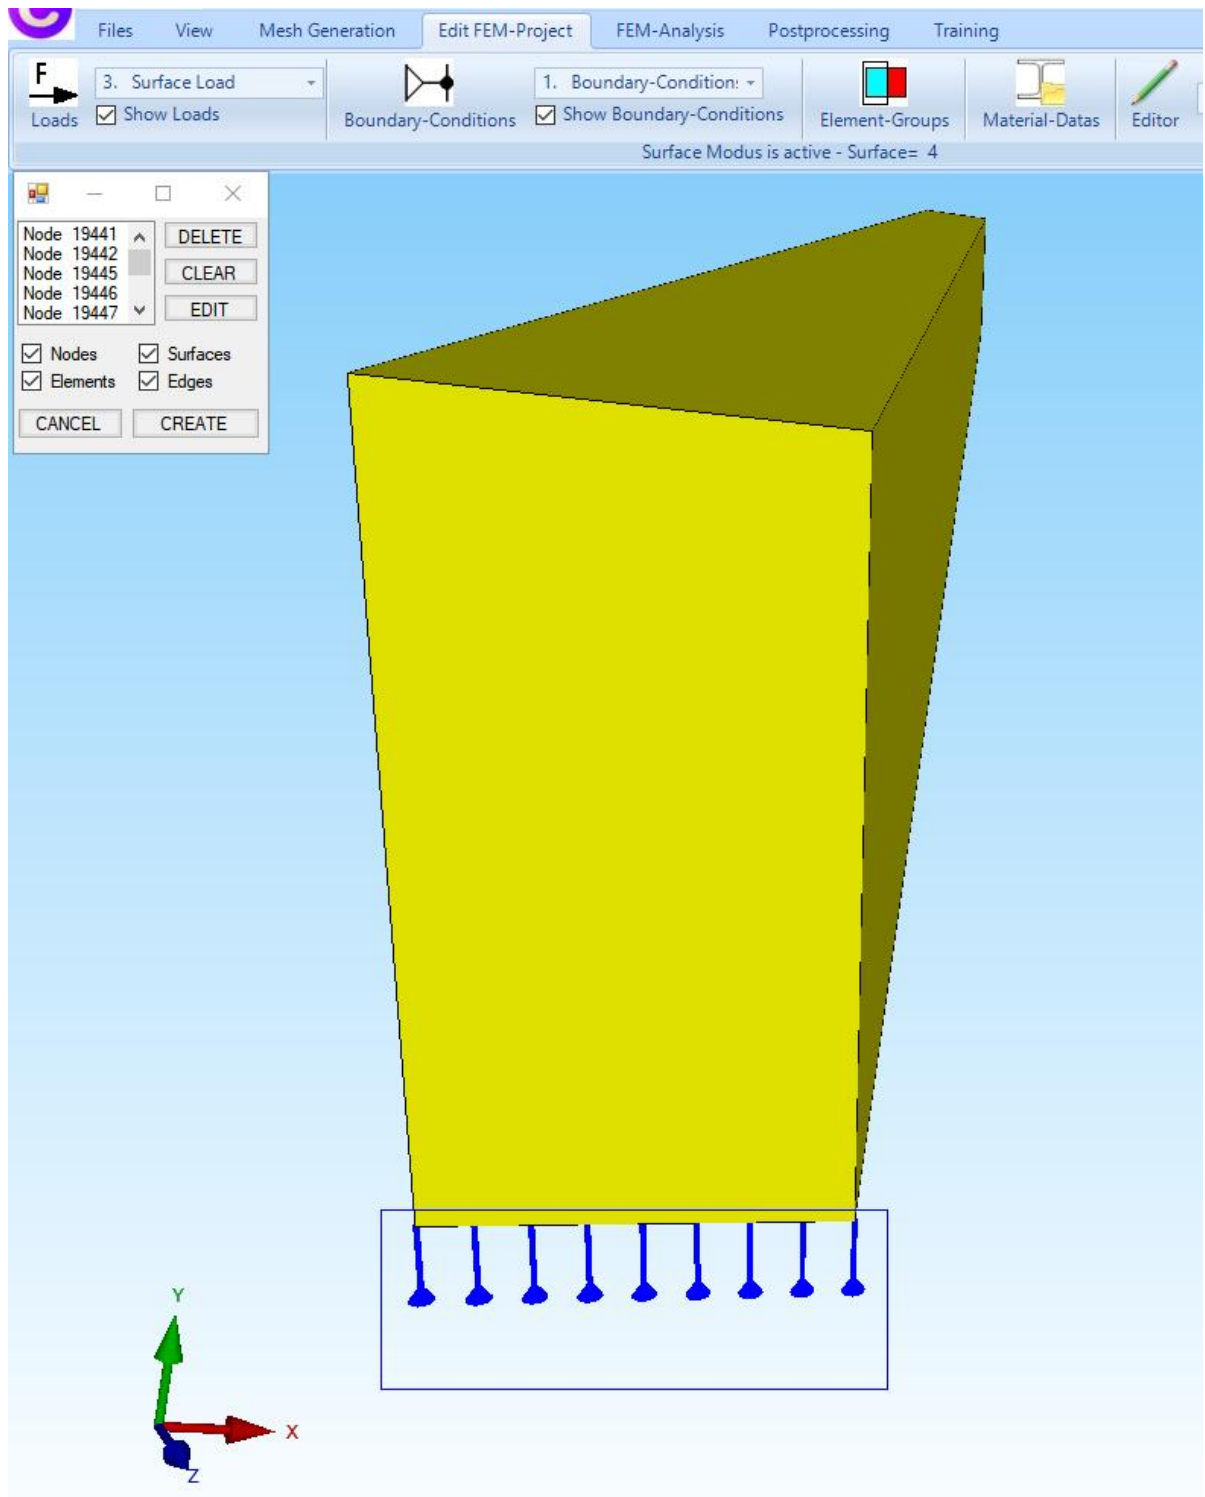 Files View Mesh Generation Edit FEM-Project FEM-Analysis Postprocessing Training
F 3. Surface Load 1. Boundary-Condition:
Loads Show Loads Boundary-Conditions Show Boundary-Conditions Element-Groups Material-Datas Editor
Surface Modus is active - Surface= 4
Node 19441 DELETE
Node 19442
Node 19445 CLEAR
Node 19446
Node 19447 EDIT
Nodes Surfaces
Elements Edges
CANCEL CREATE
Y
X
Z